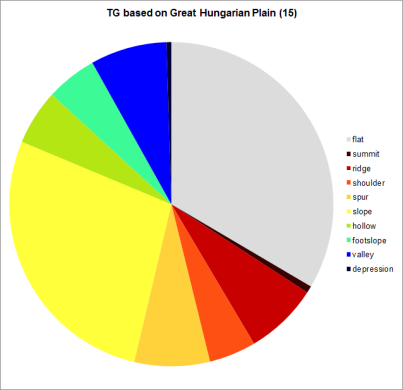 TG based on Great Hungarian Plain (15)
flat
summit
ridge
shoulder
spur
slope
hollow
footslope
valley
depression